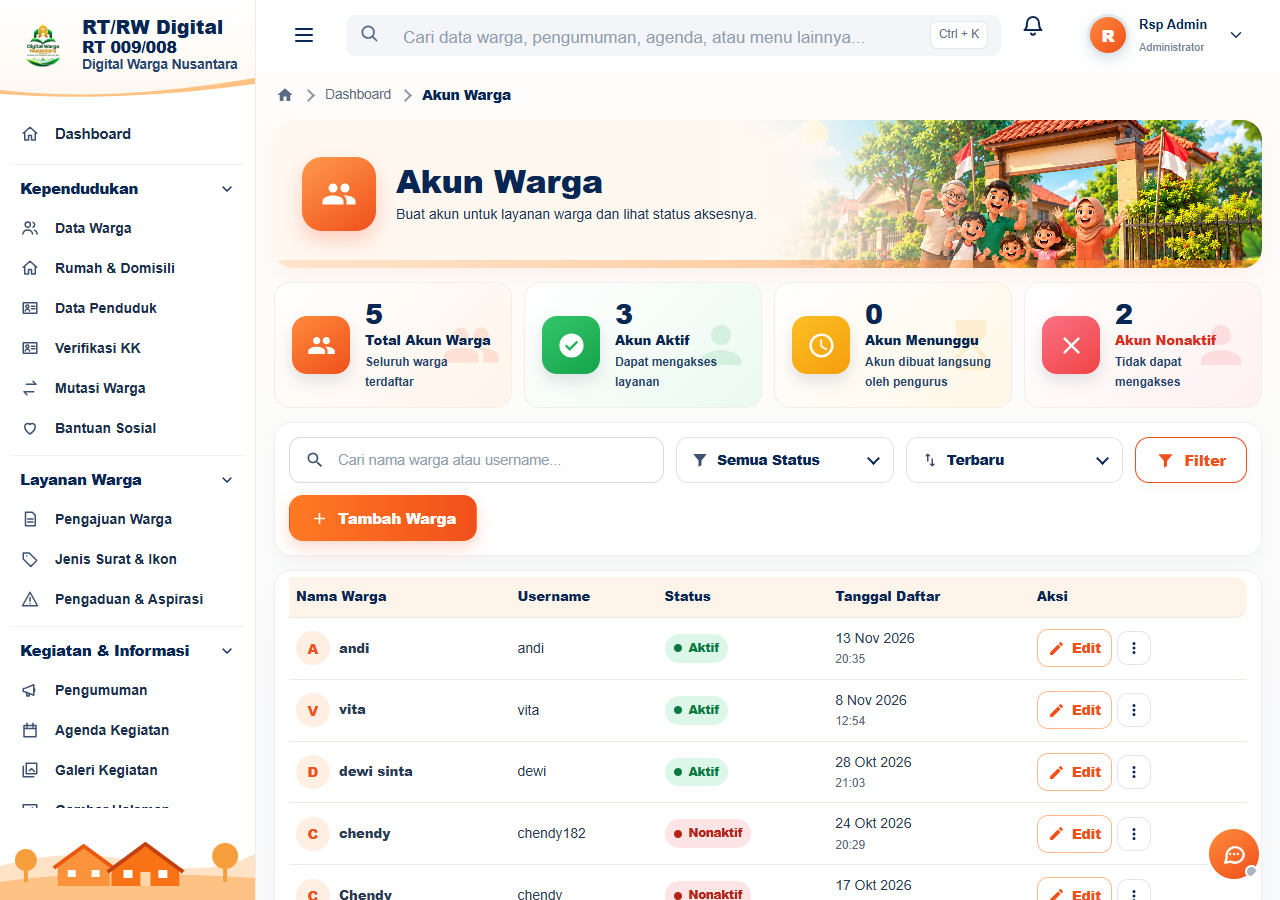 RT/RW Digital
RT 009/008
Digital Warga Nusantara
Cari data warga, pengumuman, agenda, atau menu lainnya...
Ctrl + K
R
Rsp Admin
Administrator
Dashboard
Kependudukan
Data Warga
Rumah & Domisili
Data Penduduk
Verifikasi KK
Mutasi Warga
Bantuan Sosial
Layanan Warga
Pengajuan Warga
Jenis Surat & Ikon
Pengaduan & Aspirasi
Kegiatan & Informasi
Pengumuman
Agenda Kegiatan
Galeri Kegiatan
Dashboard
Akun Warga
Akun Warga
Buat akun untuk layanan warga dan lihat status aksesnya.
5
Total Akun Warga
Seluruh warga
terdaftar
3
Akun Aktif
Dapat mengakses
layanan
0
Akun Menunggu
Akun dibuat langsung
oleh pengurus
2
Akun Nonaktif
Tidak dapat
mengakses
Cari nama warga atau username...
Semua Status
Terbaru
Filter
Tambah Warga
Nama Warga Username Status Tanggal Daftar Aksi
A andi andi Aktif 13 Nov 2026 Edit
20:35
V vita vita Aktif 8 Nov 2026 Edit
12:54
D dewi sinta dewi Aktif 28 Okt 2026 Edit
21:03
C chendy chendy182 Nonaktif 24 Okt 2026 Edit
20:29
C Chendy chendy Nonaktif 17 Okt 2026 Edit